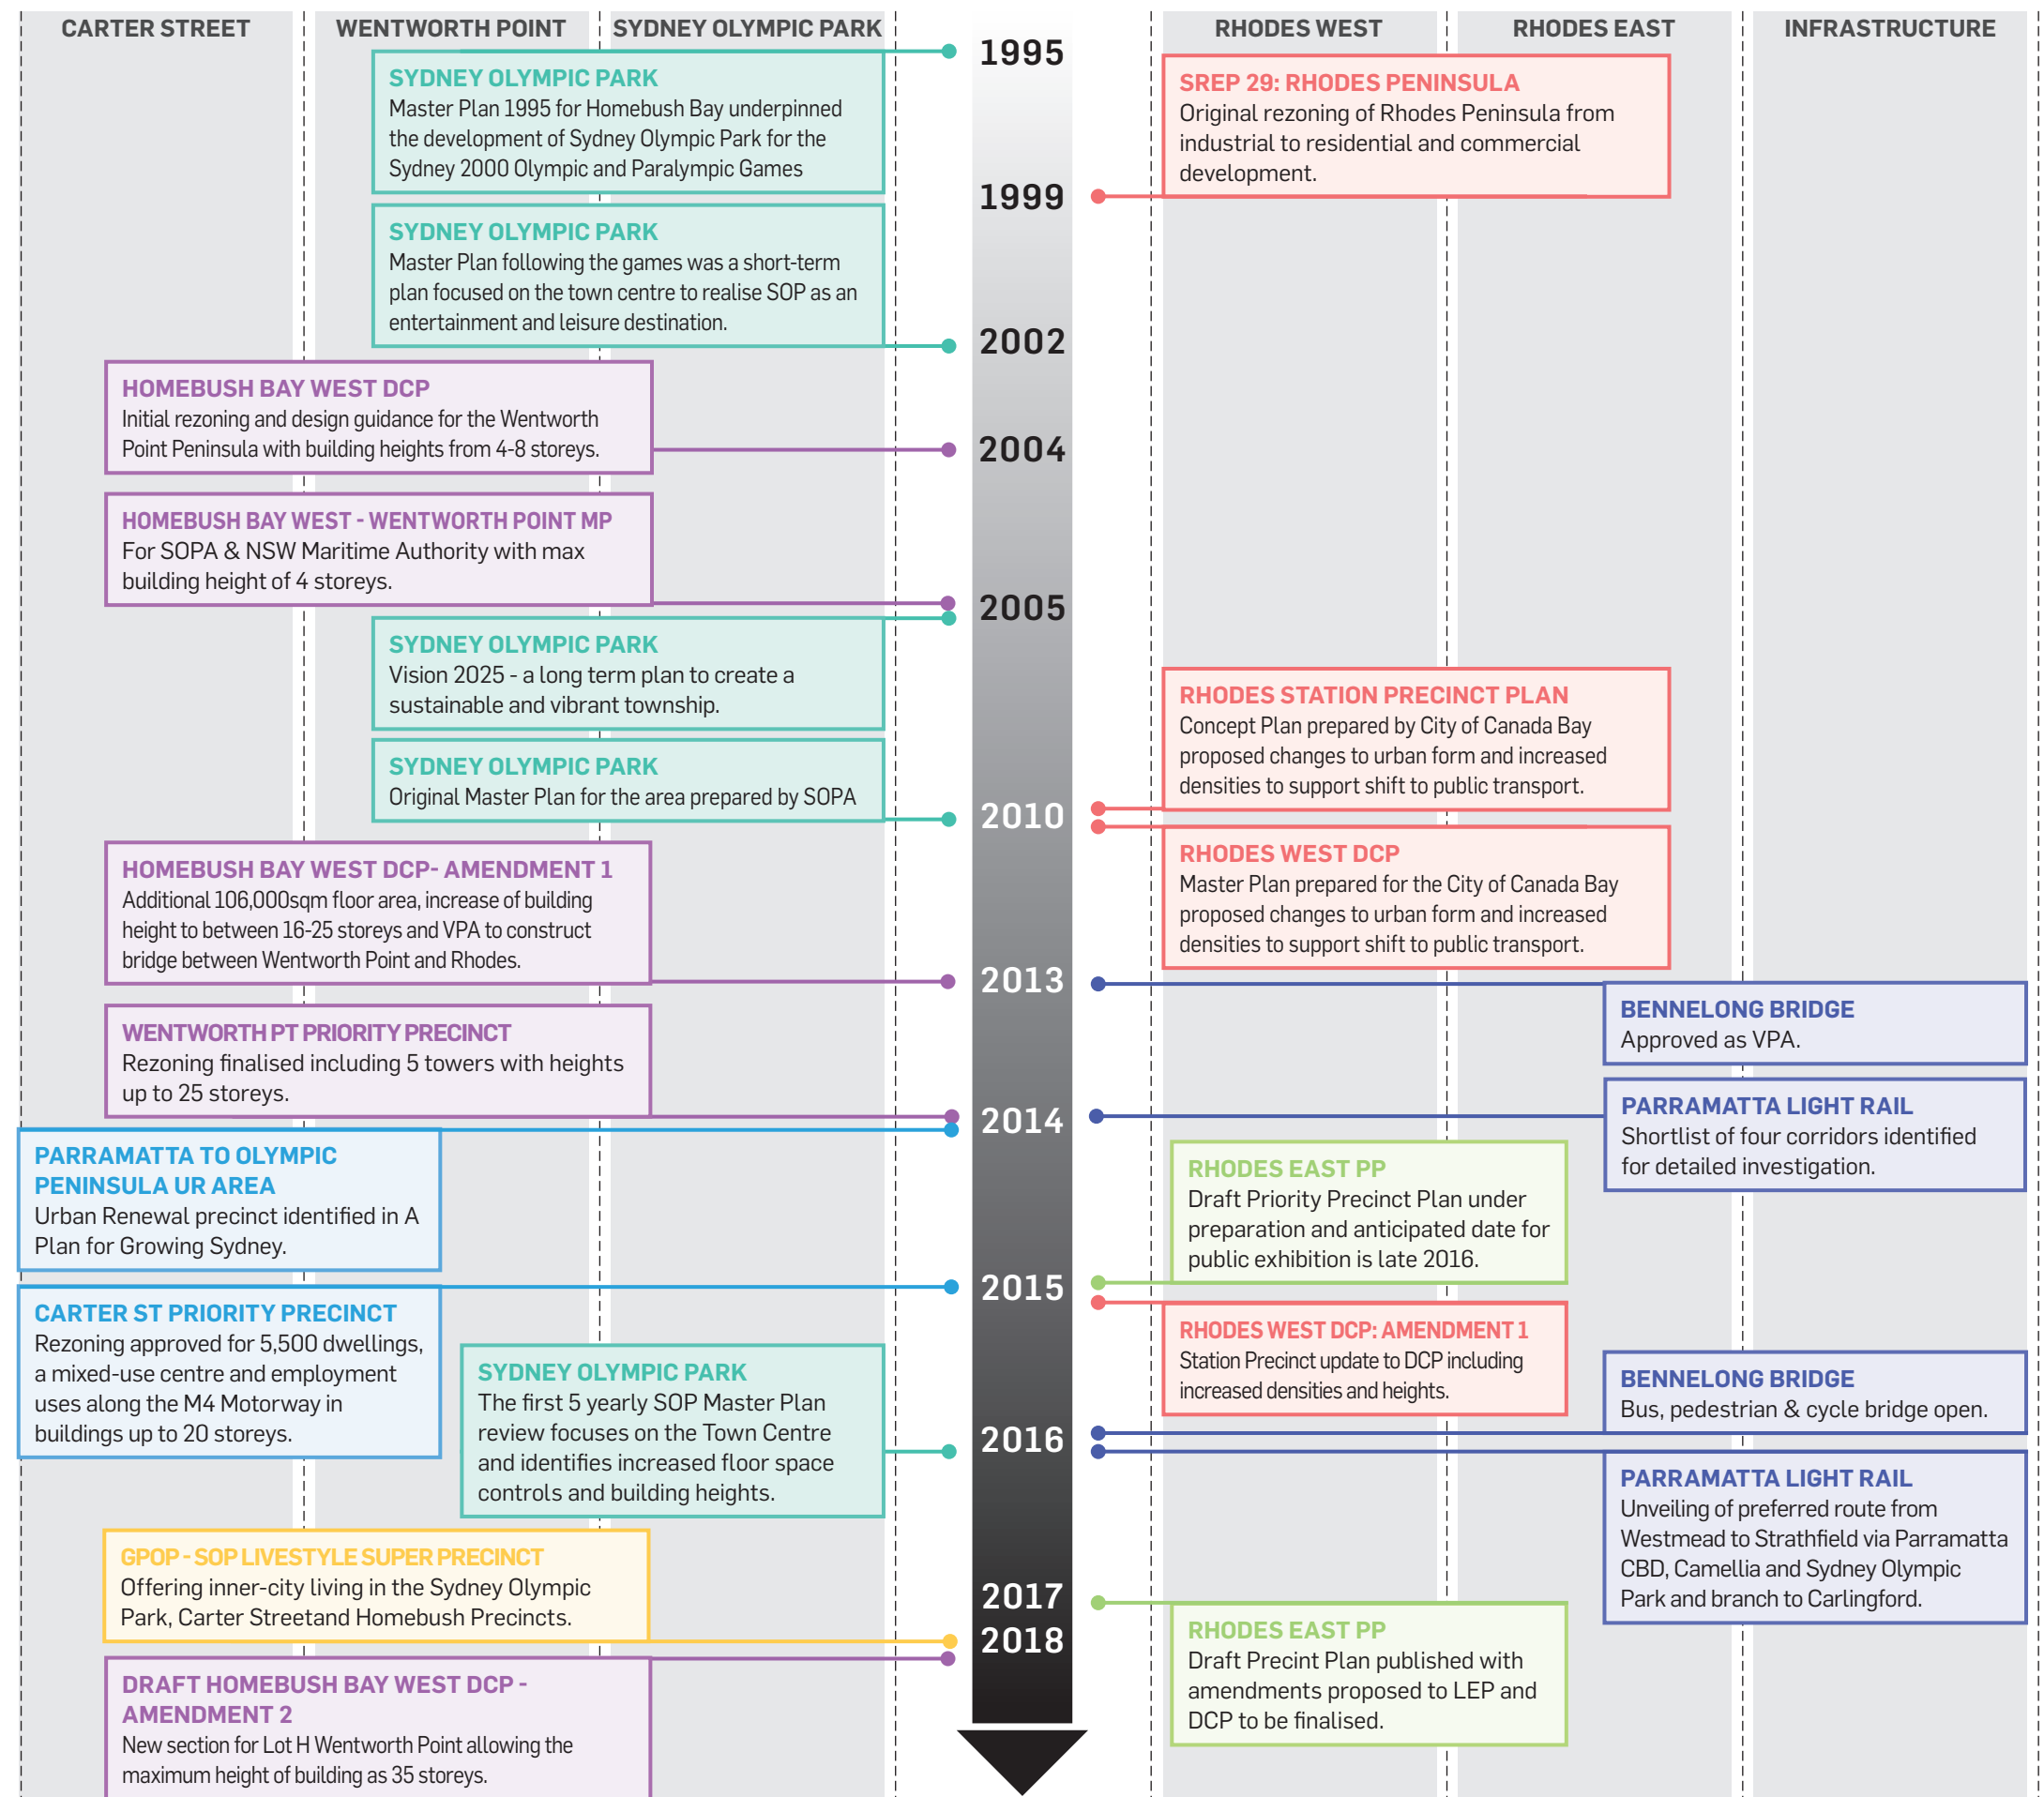 CARTER STREET
WENTWORTH POINT
SYDNEY OLYMPIC PARK
RHODES WEST
RHODES EAST
INFRASTRUCTURE
1995
SYDNEY OLYMPIC PARK
Master Plan 1995 for Homebush Bay underpinned
the development of Sydney Olympic Park for the
Sydney 2000 Olympic and Paralympic Games
SREP 29: RHODES PENINSULA
Original rezoning of Rhodes Peninsula from
industrial to residential and commercial
development.
1999
SYDNEY OLYMPIC PARK
Master Plan following the games was a short-term
plan focused on the town centre to realise SOP as an
entertainment and leisure destination.
2002
HOMEBUSH BAY WEST DCP
Initial rezoning and design guidance for the Wentworth
Point Peninsula with building heights from 4-8 storeys.
2004
HOMEBUSH BAY WEST - WENTWORTH POINT MP
For SOPA & NSW Maritime Authority with max
building height of 4 storeys.
2005
SYDNEY OLYMPIC PARK
Vision 2025 - a long term plan to create a
sustainable and vibrant township.
SYDNEY OLYMPIC PARK
Original Master Plan for the area prepared by SOPA
RHODES STATION PRECINCT PLAN
Concept Plan prepared by City of Canada Bay
proposed changes to urban form and increased
densities to support shift to public transport.
2010
RHODES WEST DCP
Master Plan prepared for the City of Canada Bay
proposed changes to urban form and increased
densities to support shift to public transport.
HOMEBUSH BAY WEST DCP- AMENDMENT 1
Additional 106,000sqm floor area, increase of building
height to between 16-25 storeys and VPA to construct
bridge between Wentworth Point and Rhodes.
2013
BENNELONG BRIDGE
Approved as VPA.
WENTWORTH PT PRIORITY PRECINCT
Rezoning finalised including 5 towers with heights
up to 25 storeys.
2014
PARRAMATTA LIGHT RAIL
Shortlist of four corridors identified
for detailed investigation.
PARRAMATTA TO OLYMPIC
PENINSULA UR AREA
Urban Renewal precinct identified in A
Plan for Growing Sydney.
RHODES EAST PP
Draft Priority Precinct Plan under
preparation and anticipated date for
public exhibition is late 2016.
2015
CARTER ST PRIORITY PRECINCT
Rezoning approved for 5,500 dwellings,
a mixed-use centre and employment
uses along the M4 Motorway in
buildings up to 20 storeys.
RHODES WEST DCP: AMENDMENT 1
Station Precinct update to DCP including
increased densities and heights.
SYDNEY OLYMPIC PARK
The first 5 yearly SOP Master Plan
review focuses on the Town Centre
and identifies increased floor space
controls and building heights.
2016
BENNELONG BRIDGE
Bus, pedestrian & cycle bridge open.
PARRAMATTA LIGHT RAIL
Unveiling of preferred route from
Westmead to Strathfield via Parramatta
CBD, Camellia and Sydney Olympic
Park and branch to Carlingford.
GPOP - SOP LIVESTYLE SUPER PRECINCT
Offering inner-city living in the Sydney Olympic
Park, Carter Streetand Homebush Precincts.
2017
2018
RHODES EAST PP
Draft Precint Plan published with
amendments proposed to LEP and
DCP to be finalised.
DRAFT HOMEBUSH BAY WEST DCP -
AMENDMENT 2
New section for Lot H Wentworth Point allowing the
maximum height of building as 35 storeys.